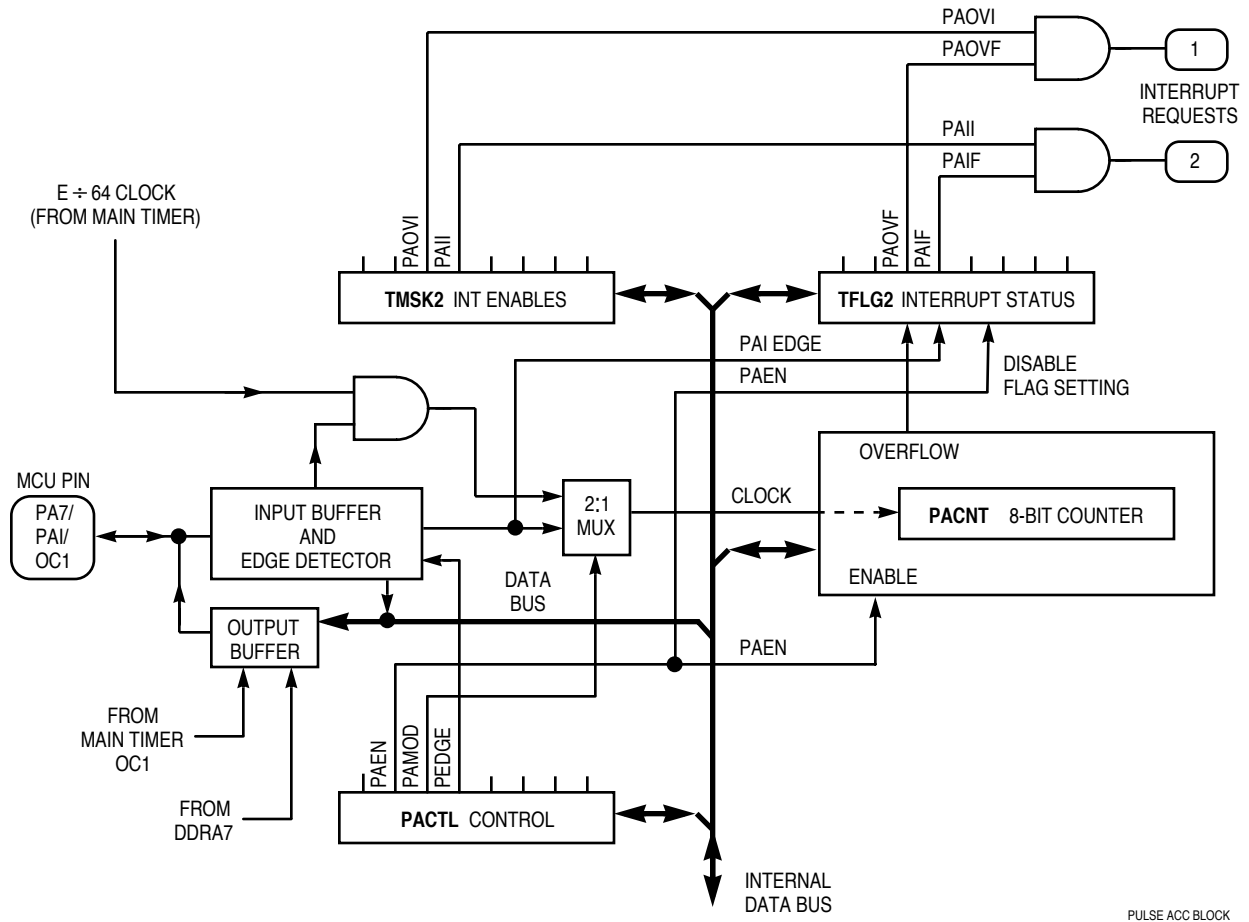 PAOVI
PAOVF
1
INTERRUPT
REQUESTS
PAII
PAIF
2
E ÷ 64 CLOCK
(FROM MAIN TIMER)
PAOVI
PAII
PAOVF
PAIF
TMSK2 INT ENABLES
TFLG2 INTERRUPT STATUS
PAI EDGE
PAEN
DISABLE
FLAG SETTING
OVERFLOW
MCU PIN
PA7/
PAI/
OC1
INPUT BUFFER
AND
EDGE DETECTOR
2:1
MUX
CLOCK
PACNT 8-BIT COUNTER
ENABLE
DATA
BUS
OUTPUT
BUFFER
PAEN
FROM
MAIN TIMER
OC1
PAEN
PAMOD
PEDGE
FROM
DDRA7
PACTL CONTROL
INTERNAL
DATA BUS
PULSE ACC BLOCK